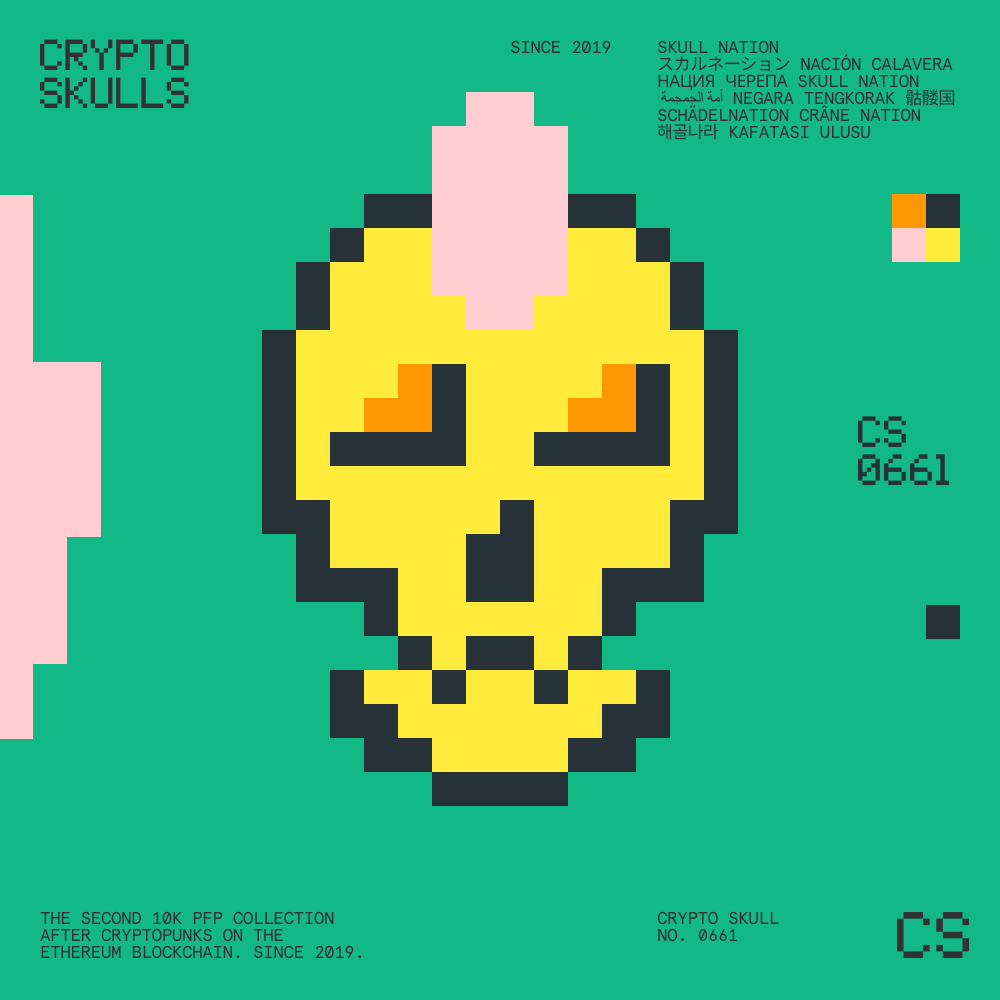 CRYPTO
SKULLS
SINCE 2019
SKULL NATION
スカルネーション NACIÓN CALAVERA
НАЦИЯ ЧЕРЕПА SKULL NATION
أمة الجمجمة NEGARA TENGKORAK 骷髅国
SCHÄDELNATION CRÂNE NATION
해골나라 KAFATASI ULUSU
CS
0661
THE SECOND 10K PFP COLLECTION
AFTER CRYPTOPUNKS ON THE
ETHEREUM BLOCKCHAIN. SINCE 2019.
CRYPTO SKULL
NO. 0661
CS